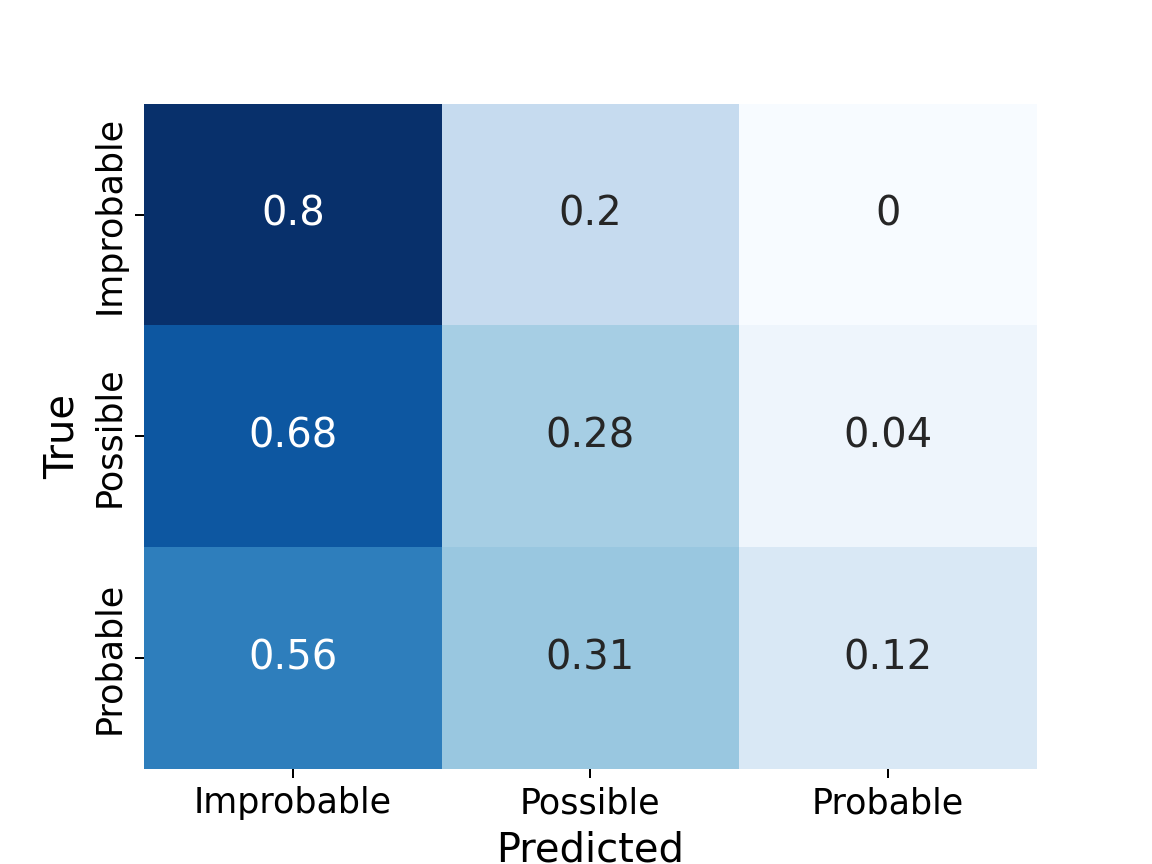 True
Improbable
0.8 0.2 0
Possible
0.68 0.28 0.04
Probable
0.56 0.31 0.12
Improbable Possible Probable
Predicted